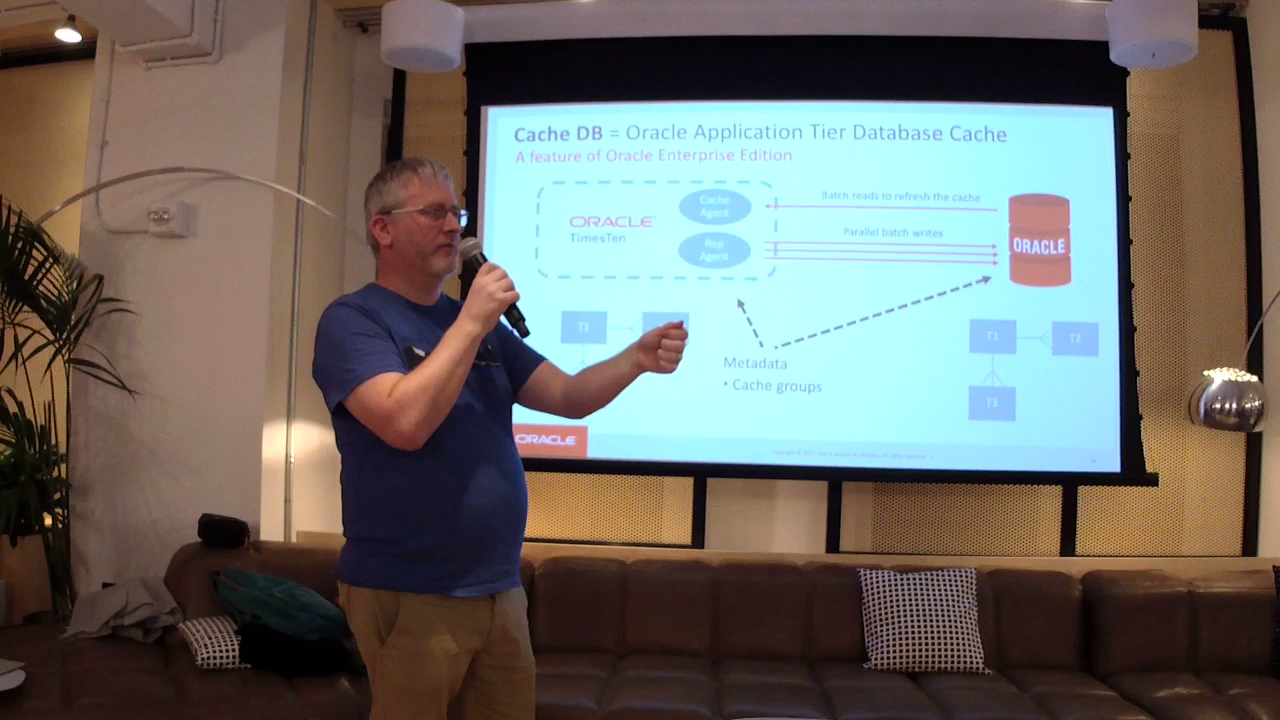 Cache DB = Oracle Application Tier Database Cache
A feature of Oracle Enterprise Edition
Cache
Agent
Batch reads to refresh the cache
ORACLE
TimesTen
Rep
Agent
Parallel batch writes
ORACLE
T1
T1
T2
Metadata
• Cache groups
T3
ORACLE